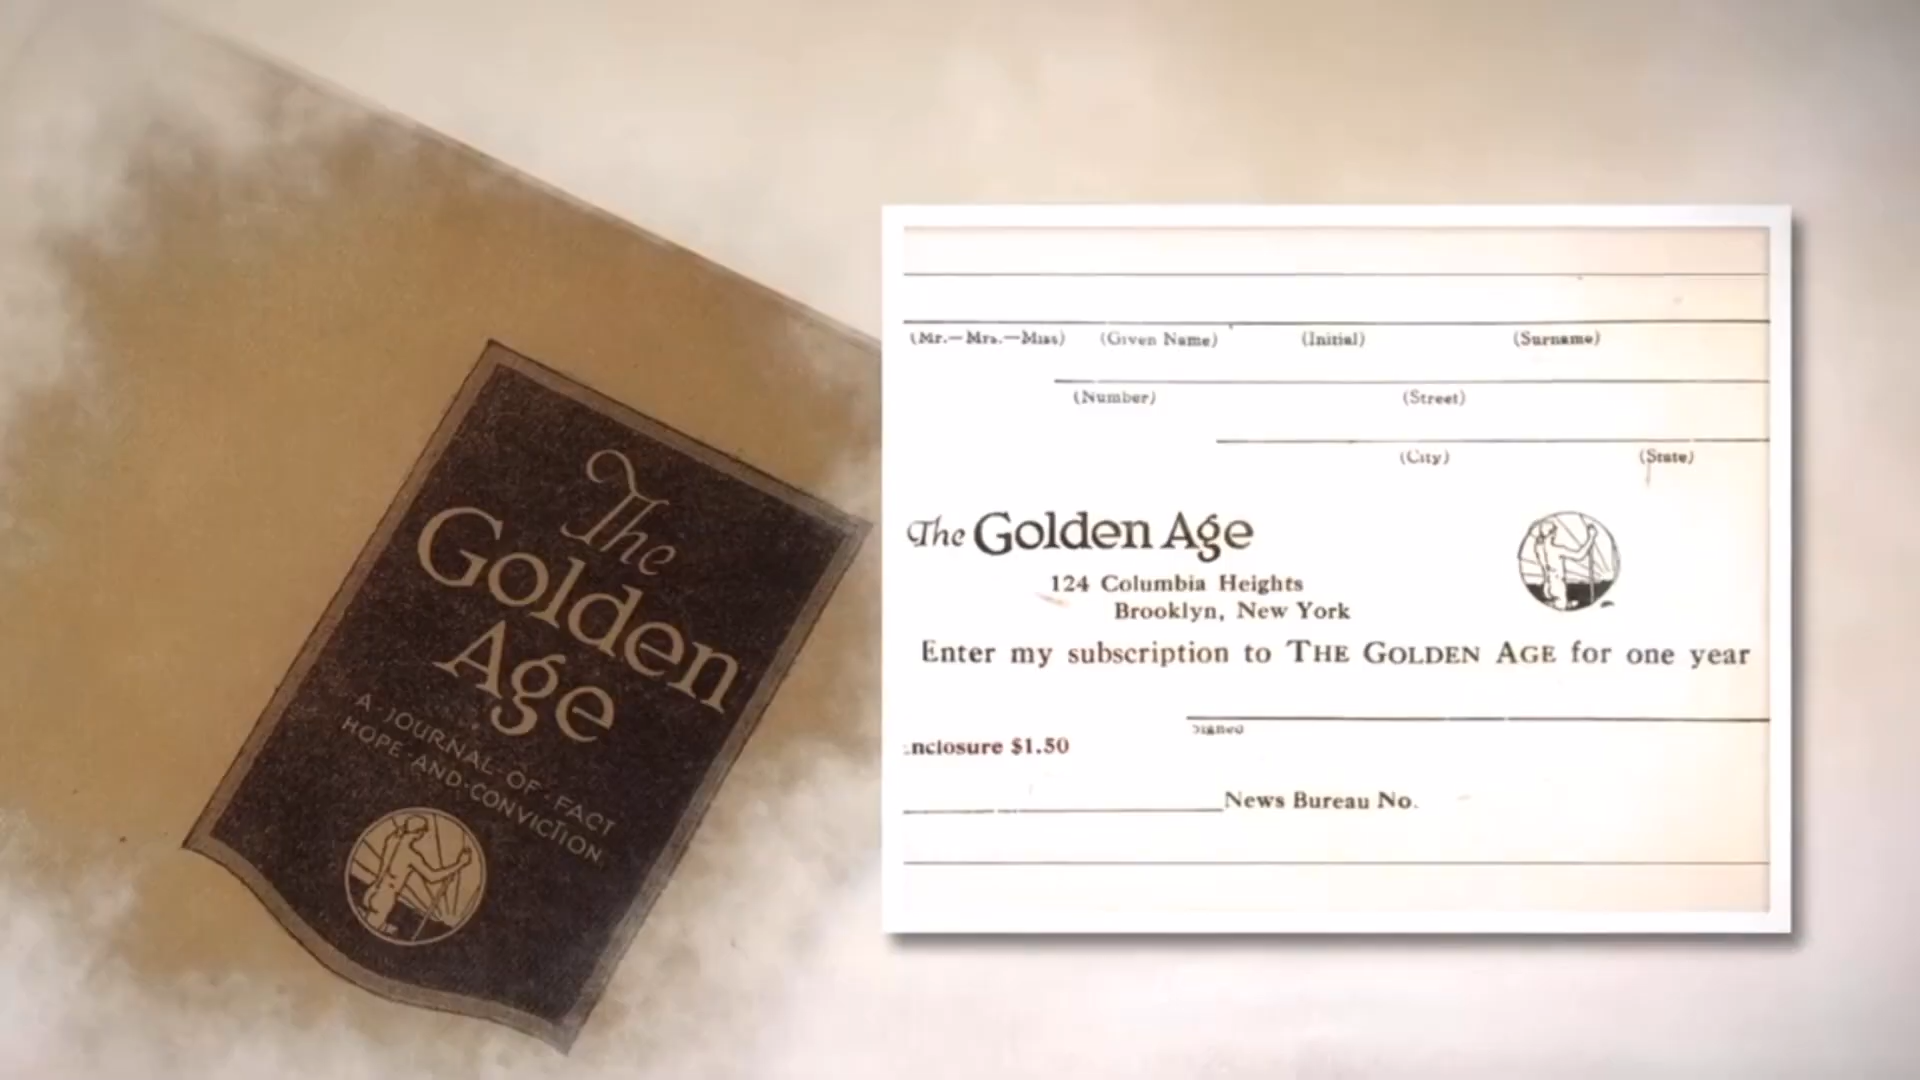 The
Golden
Age
A·JOURNAL·OF·FACT
HOPE·AND·CONVICTION
(Mr.—Mrs.—Miss) (Given Name) (Initial) (Surname)
(Number) (Street)
(City) (State)
The Golden Age
124 Columbia Heights
Brooklyn, New York
Enter my subscription to THE GOLDEN AGE for one year
Signed
nclosure $1.50
News Bureau No.